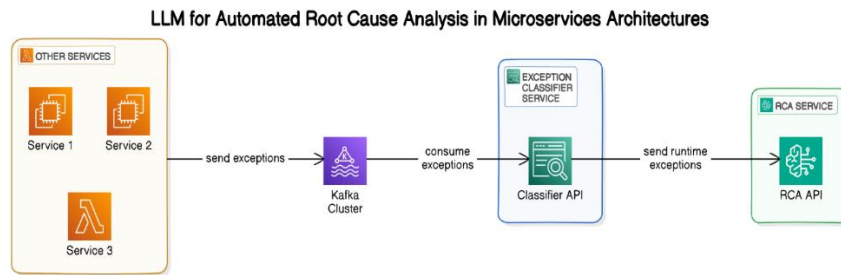 LLM for Automated Root Cause Analysis in Microservices Architectures
OTHER SERVICES
Service 1
Service 2
Service 3
send exceptions
Kafka
Cluster
consume
exceptions
EXCEPTION
CLASSIFIER
SERVICE
Classifier API
send runtime
exceptions
RCA SERVICE
RCA API